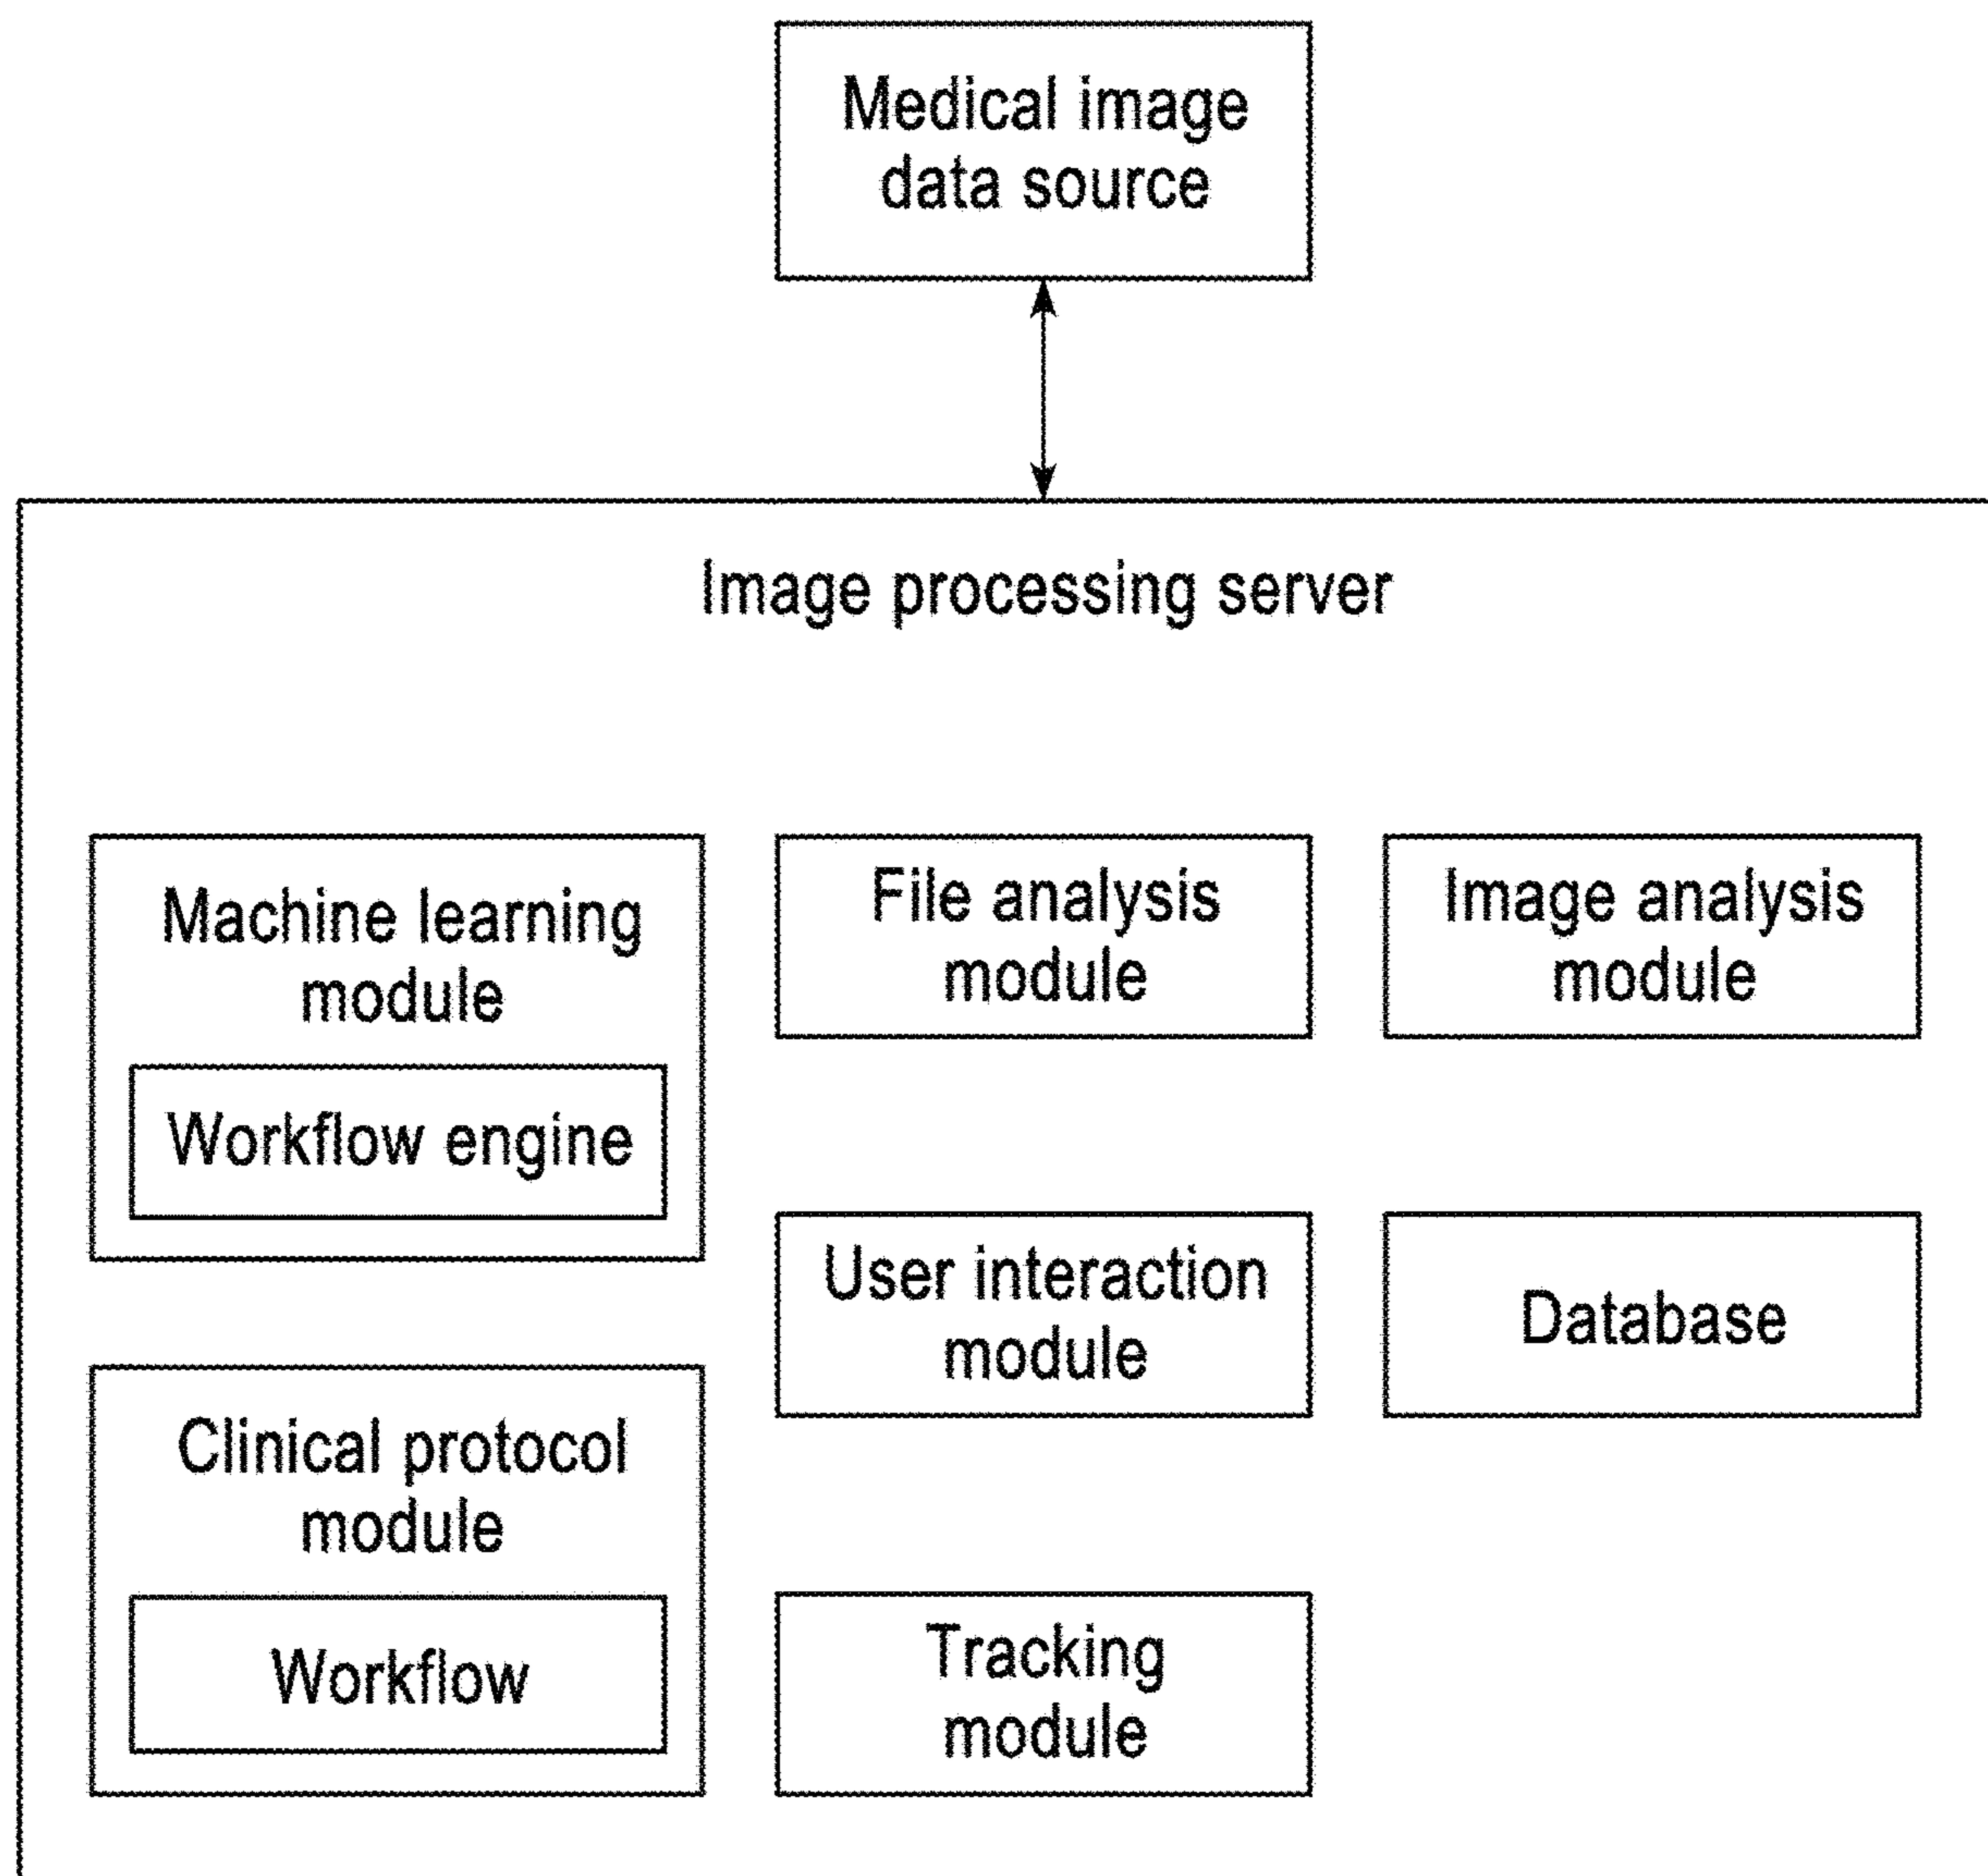 Medical image
data source
Image processing server
Machine learning
module
Workflow engine
File analysis
module
Image analysis
module
User interaction
module
Database
Clinical protocol
module
Workflow
Tracking
module